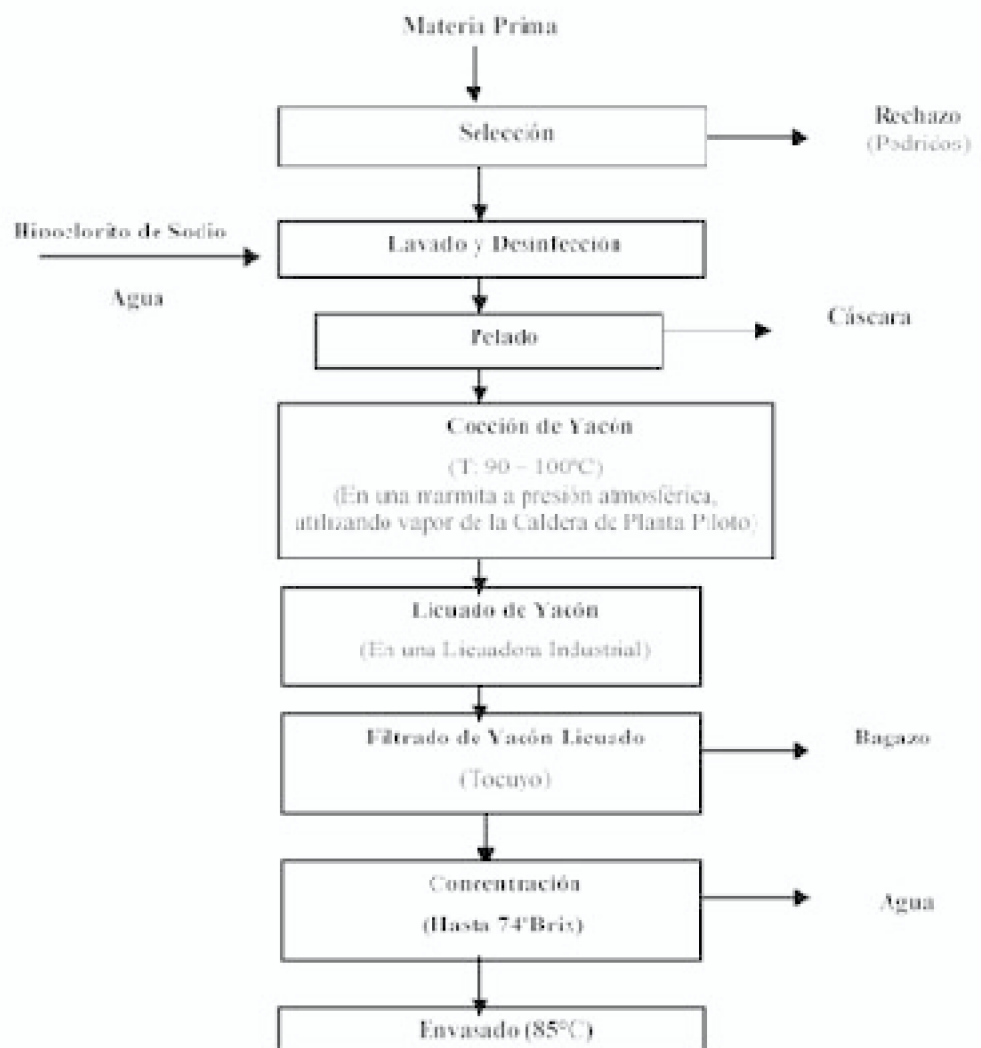 Materia Prima
Selección
Rechazo
(Podridos)
Hipoclorito de Sodio
Agua
Lavado y Desinfección
Pelado
Cáscara
Cocción de Yacón
(T: 90 – 100°C)
(En una marmita a presión atmosférica,
utilizando vapor de la Caldera de Planta Piloto)
Licuado de Yacón
(En una Licuadora Industrial)
Filtrado de Yacón Licuado
(Tocuyo)
Bagazo
Concentración
(Hasta 74°Brix)
Agua
Envasado (85°C)